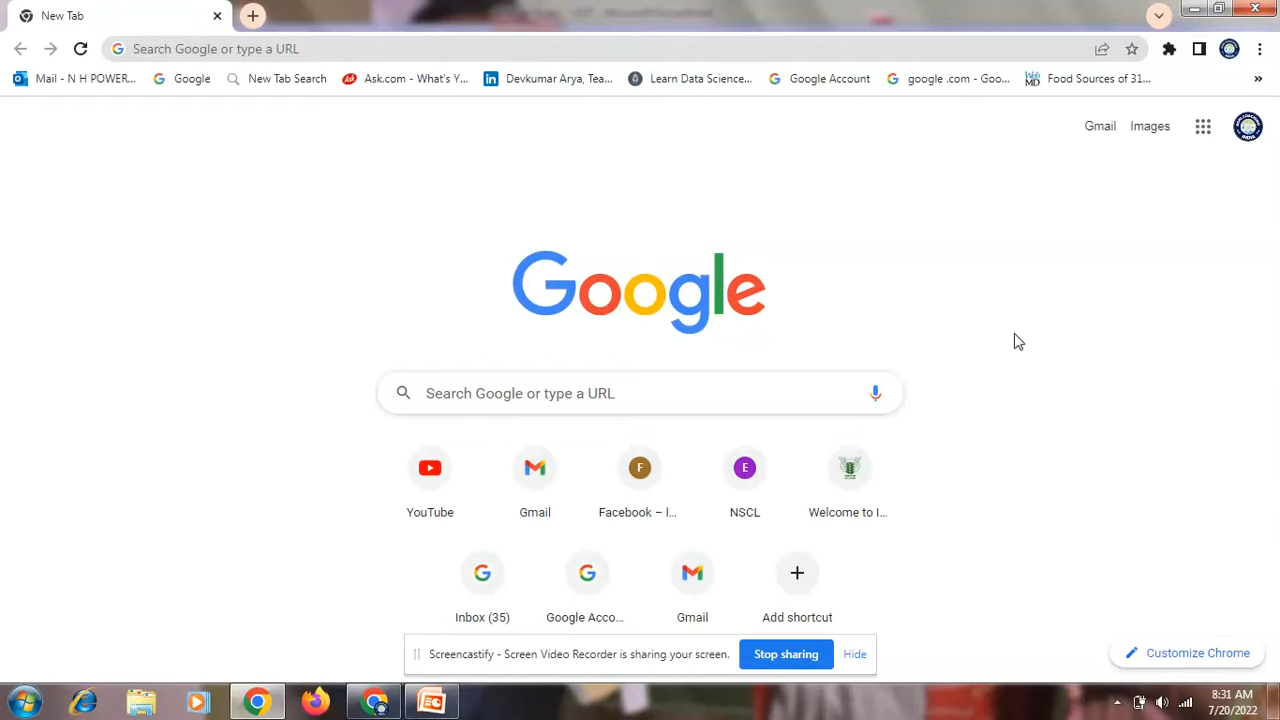 New Tab
Search Google or type a URL
Mail - N H POWER... Google New Tab Search Ask.com - What's Y... Devkumar Arya, Tea... Learn Data Science... Google Account google .com - Goo... Food Sources of 31... »
Gmail Images
Google
Search Google or type a URL
F E
YouTube Gmail Facebook – l... NSCL Welcome to I...
Inbox (35) Google Acco... Gmail Add shortcut
Screencastify - Screen Video Recorder is sharing your screen. Stop sharing Hide
Customize Chrome
8:31 AM
7/20/2022